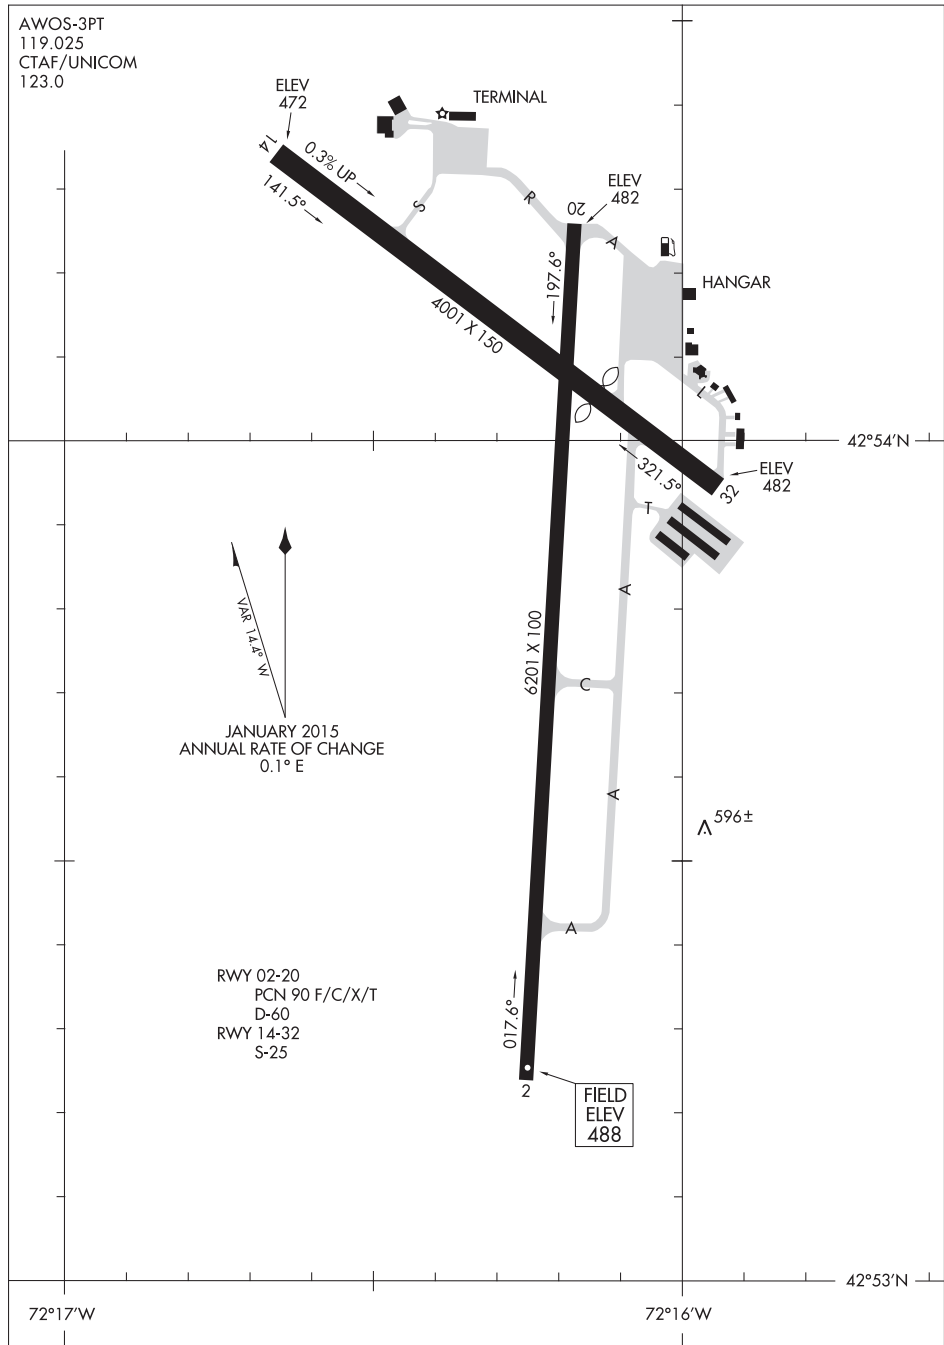 AWOS-3PT
119.025
CTAF/UNICOM
123.0
ELEV
472
TERMINAL
14
0.3% UP
141.5°
S
R
ELEV
482
20
A
197.6°
HANGAR
4001 X 150
L
42°54'N
321.5°
ELEV
482
32
T
VAR 14.4° W
A
6201 X 100
C
JANUARY 2015
ANNUAL RATE OF CHANGE
0.1° E
A
596±
A
RWY 02-20
PCN 90 F/C/X/T
D-60
RWY 14-32
S-25
017.6°
2
FIELD
ELEV
488
42°53'N
72°17'W
72°16'W